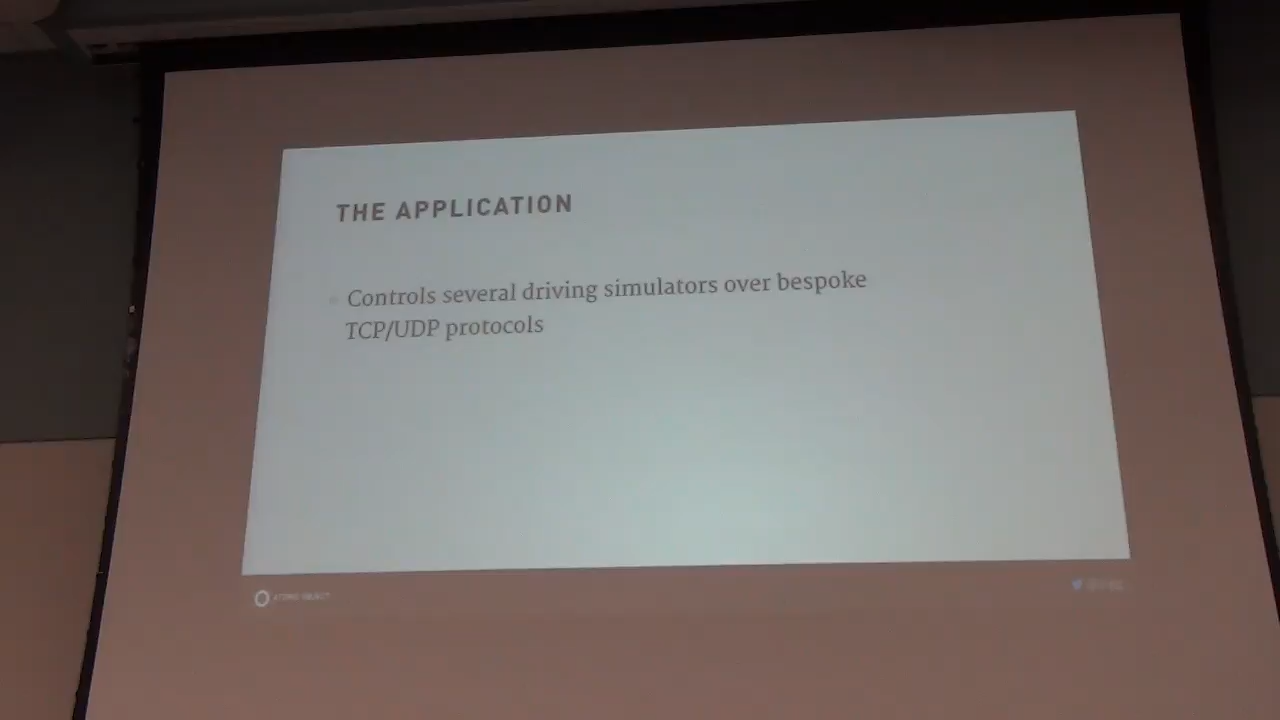 THE APPLICATION
Controls several driving simulators over bespoke
TCP/UDP protocols